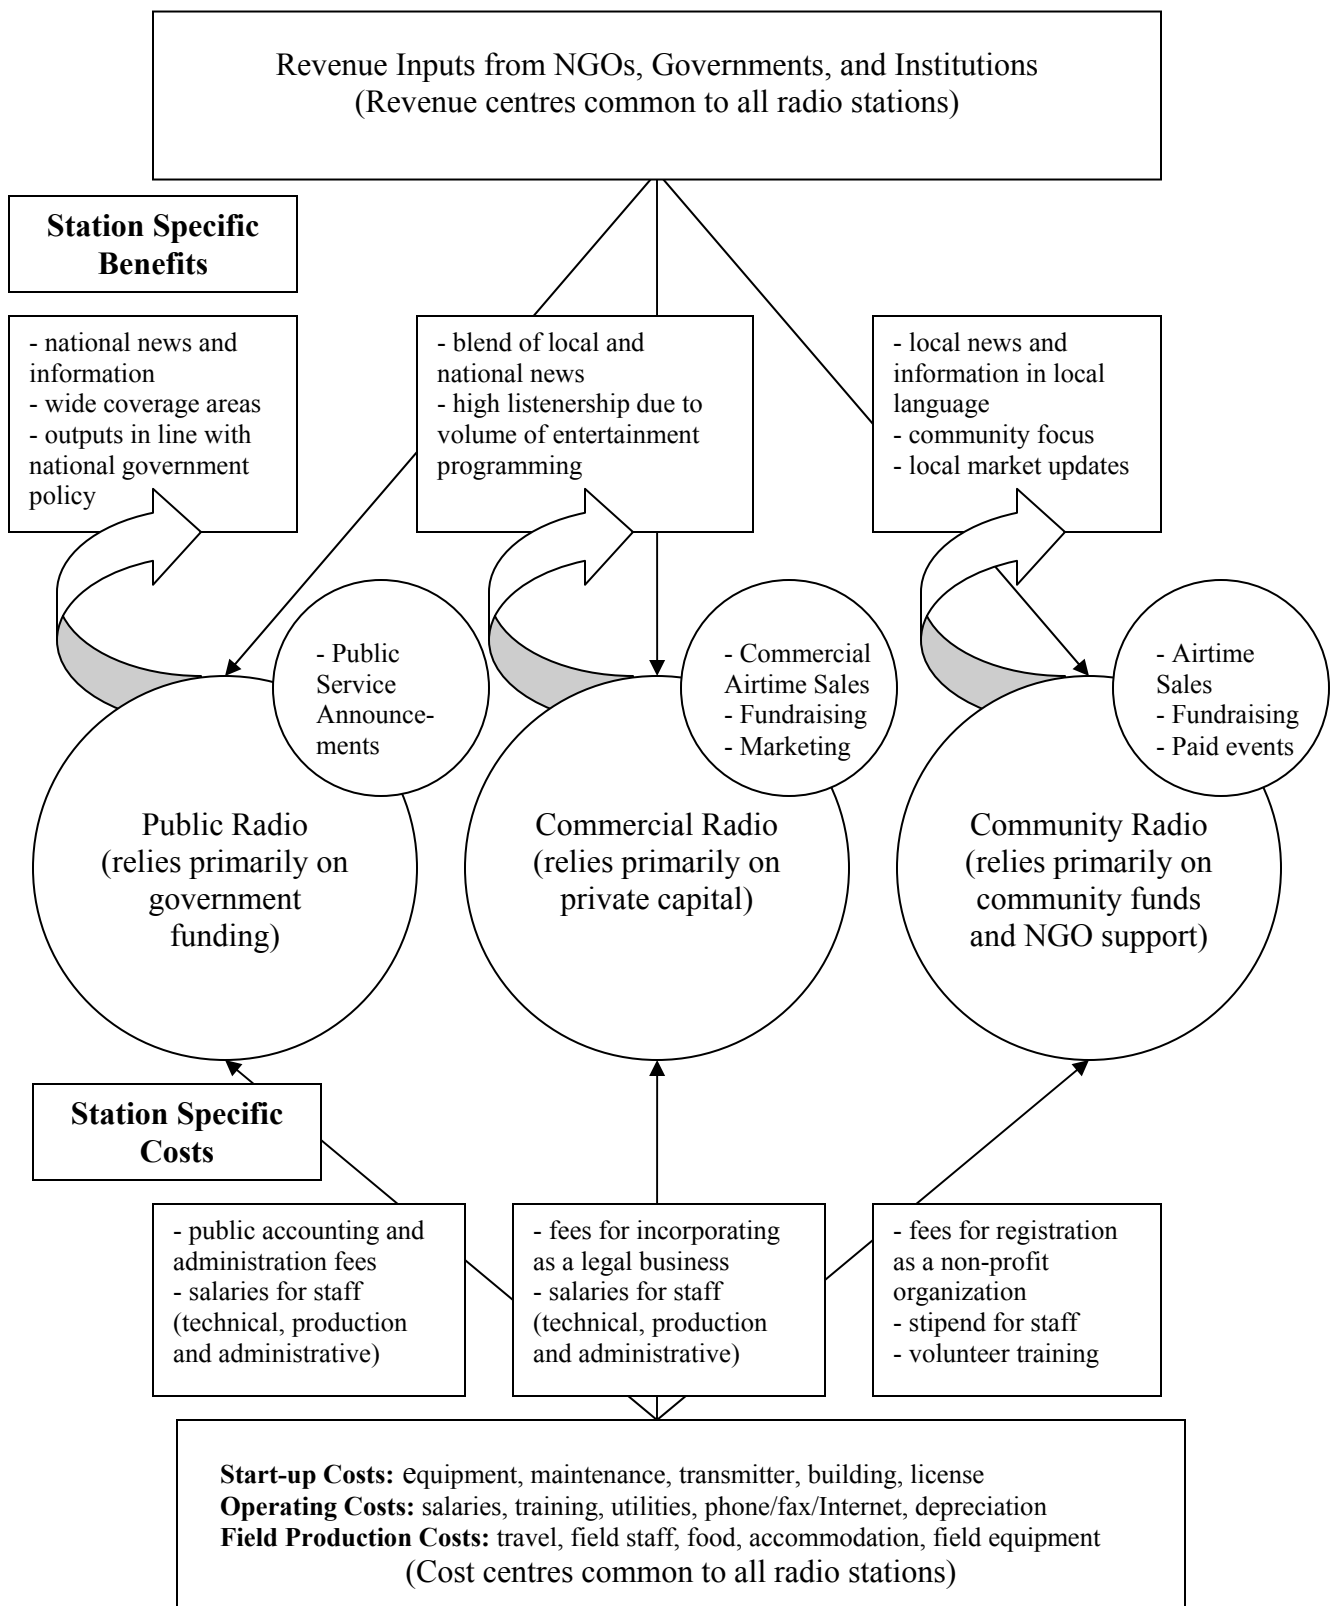 Revenue Inputs from NGOs, Governments, and Institutions
(Revenue centres common to all radio stations)
Station Specific
Benefits
- national news and
information
- wide coverage areas
- outputs in line with
national government
policy
- blend of local and
national news
- high listenership due to
volume of entertainment
programming
- local news and
information in local
language
- community focus
- local market updates
- Public
Service
Announce-
ments
- Commercial
Airtime Sales
- Fundraising
- Marketing
- Airtime
Sales
- Fundraising
- Paid events
Public Radio
(relies primarily on
government
funding)
Commercial Radio
(relies primarily on
private capital)
Community Radio
(relies primarily on
community funds
and NGO support)
Station Specific
Costs
- public accounting and
administration fees
- salaries for staff
(technical, production
and administrative)
- fees for incorporating
as a legal business
- salaries for staff
(technical, production
and administrative)
- fees for registration
as a non-profit
organization
- stipend for staff
- volunteer training
Start-up Costs: equipment, maintenance, transmitter, building, license
Operating Costs: salaries, training, utilities, phone/fax/Internet, depreciation
Field Production Costs: travel, field staff, food, accommodation, field equipment
(Cost centres common to all radio stations)